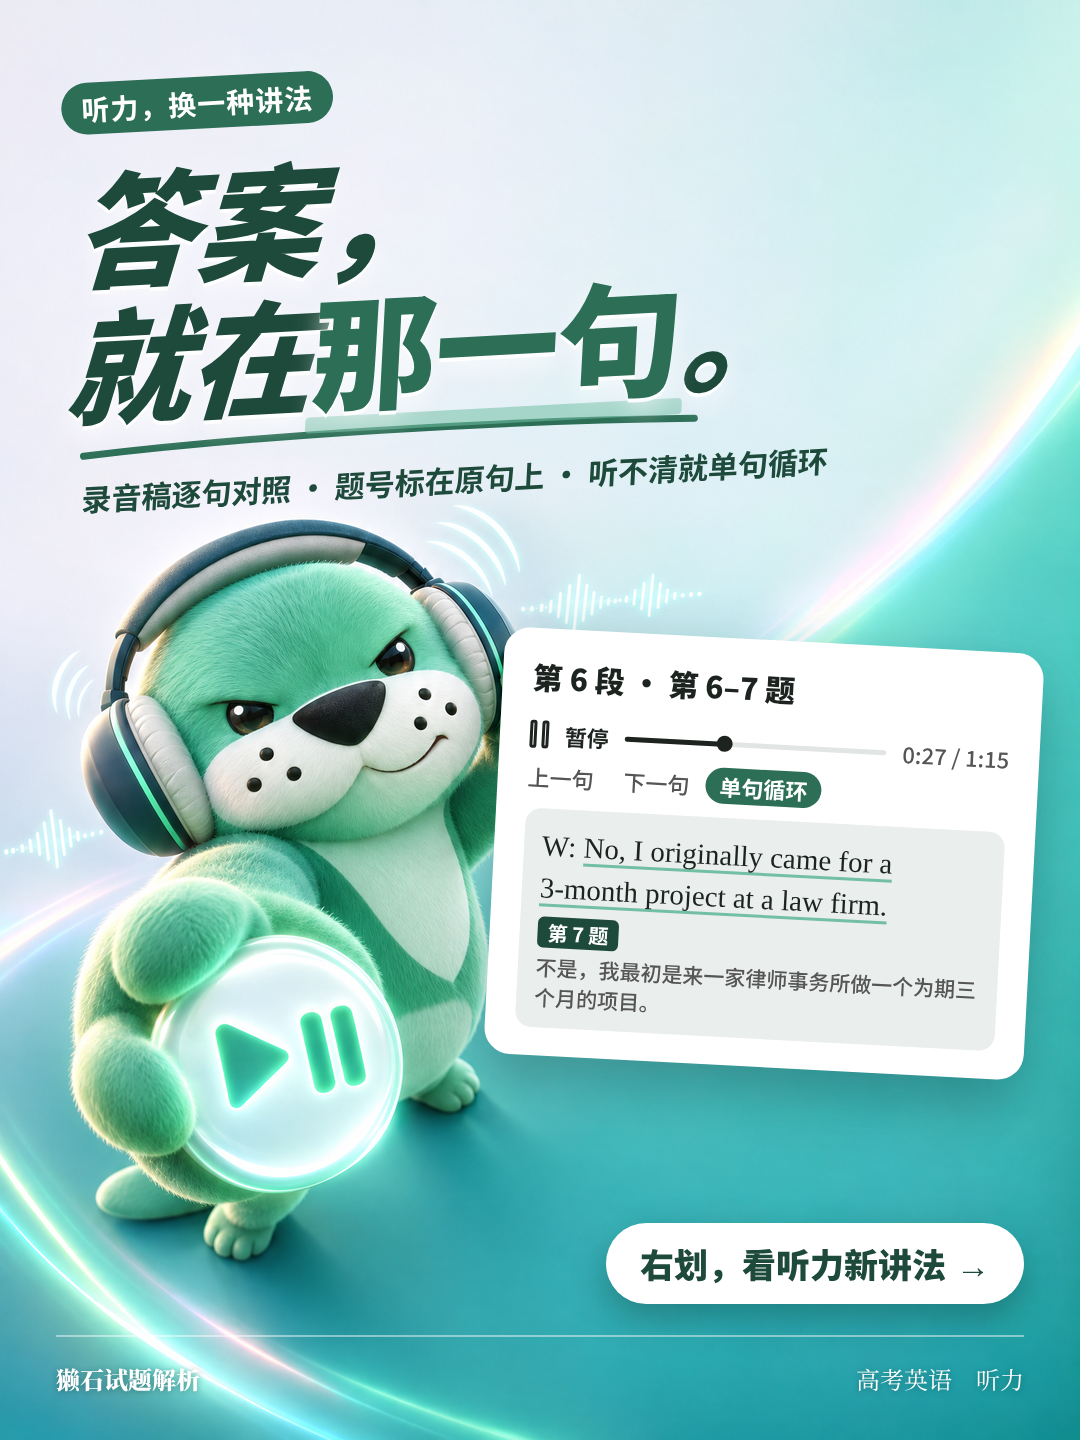 听力，换一种讲法
答案，
就在那一句。
录音稿逐句对照 · 题号标在原句上 · 听不清就单句循环
第 6 段 · 第 6–7 题
暂停 0:27 / 1:15
上一句 下一句 单句循环
W: No, I originally came for a
3-month project at a law firm.
第 7 题
不是，我最初是来一家律师事务所做一个为期三
个月的项目。
右划，看听力新讲法 →
獭石试题解析
高考英语 听力